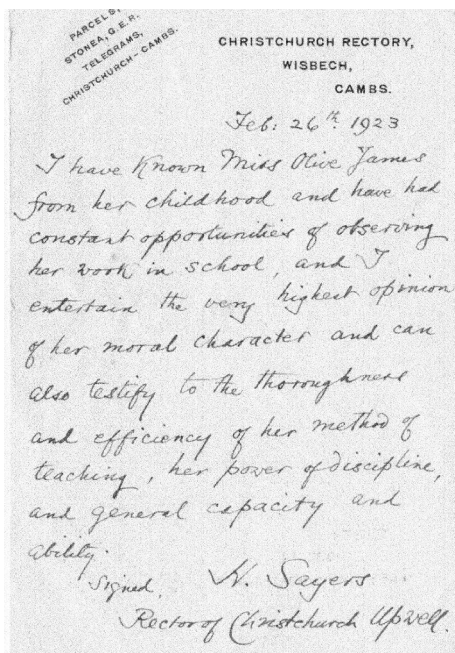 PARCELS,
STONEA, G.E.R.
TELEGRAMS,
CHRISTCHURCH-CAMBS.
CHRISTCHURCH RECTORY,
WISBECH,
CAMBS.
Feb: 26th. 1923
I have known Miss Olive James
from her childhood and have had
constant opportunities of observing
her work in school, and I
entertain the very highest opinion
of her moral character and can
also testify to the thoroughness
and efficiency of her method of
teaching, her power of discipline,
and general capacity and
ability.
Signed. H. Sayers
Rector of Christchurch Upwell.